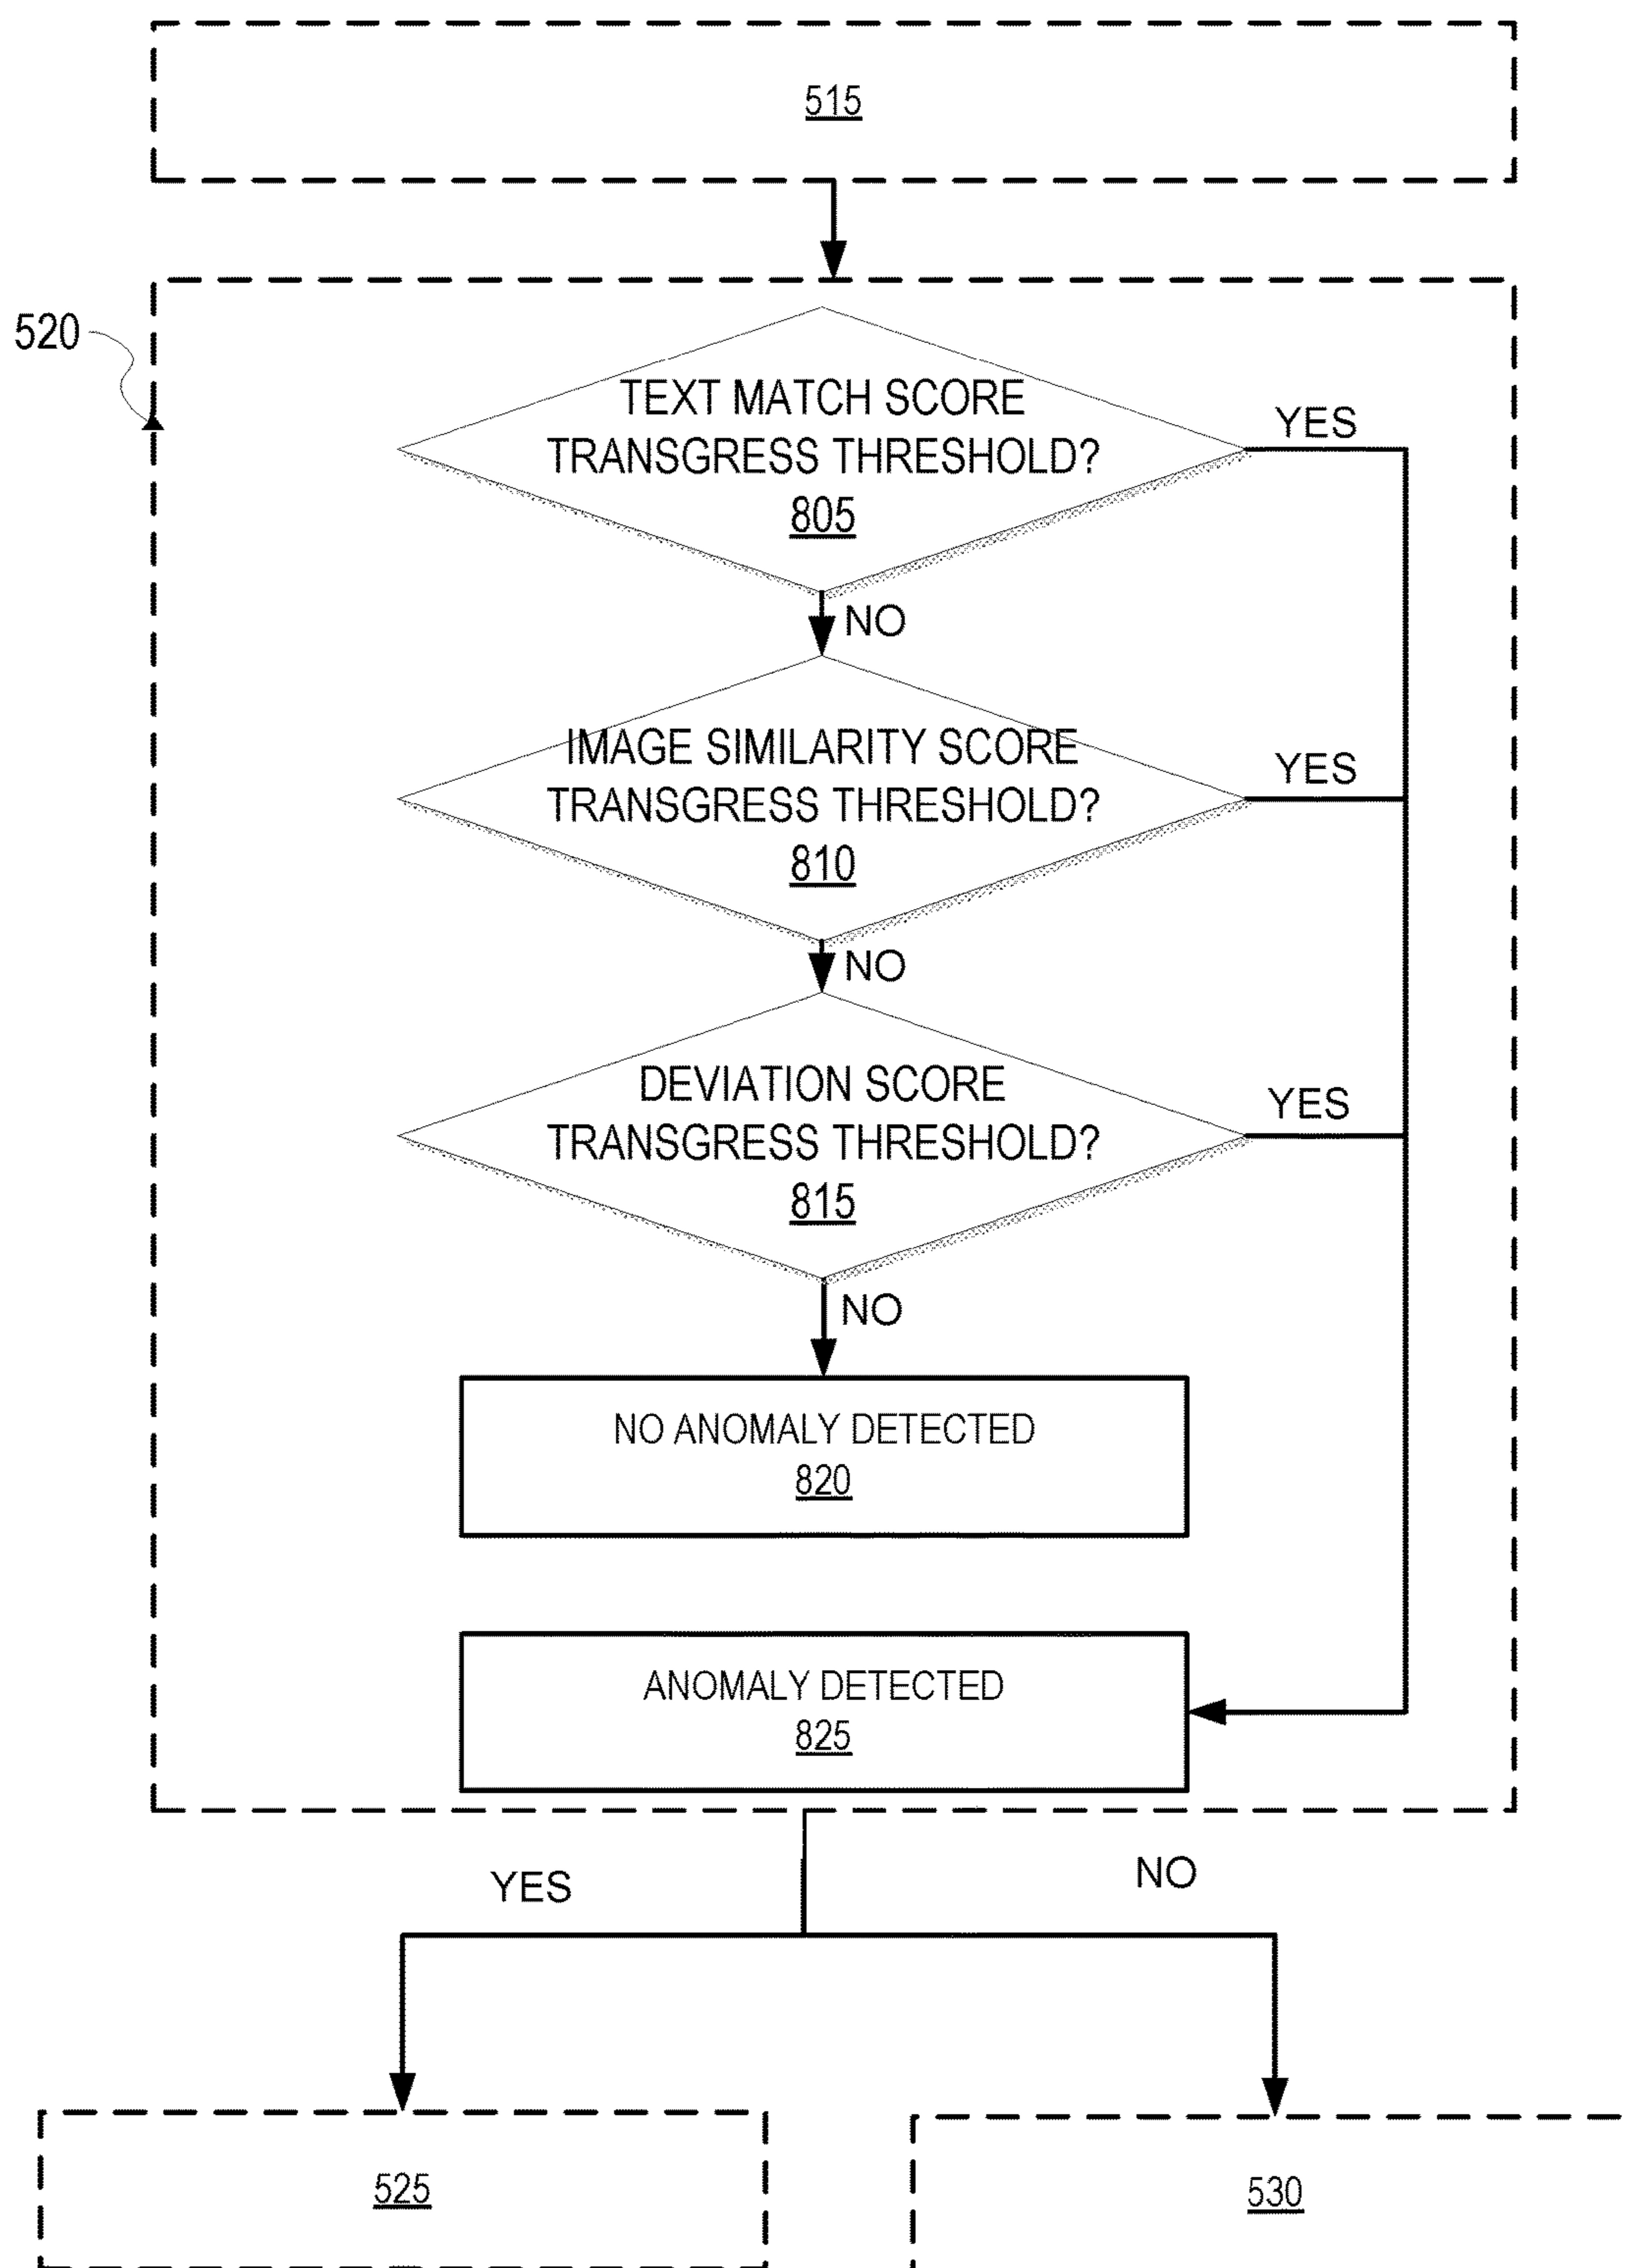 515
520
TEXT MATCH SCORE
TRANSGRESS THRESHOLD?
805
YES
NO
IMAGE SIMILARITY SCORE
TRANSGRESS THRESHOLD?
810
YES
NO
DEVIATION SCORE
TRANSGRESS THRESHOLD?
815
YES
NO
NO ANOMALY DETECTED
820
ANOMALY DETECTED
825
YES
NO
525
530